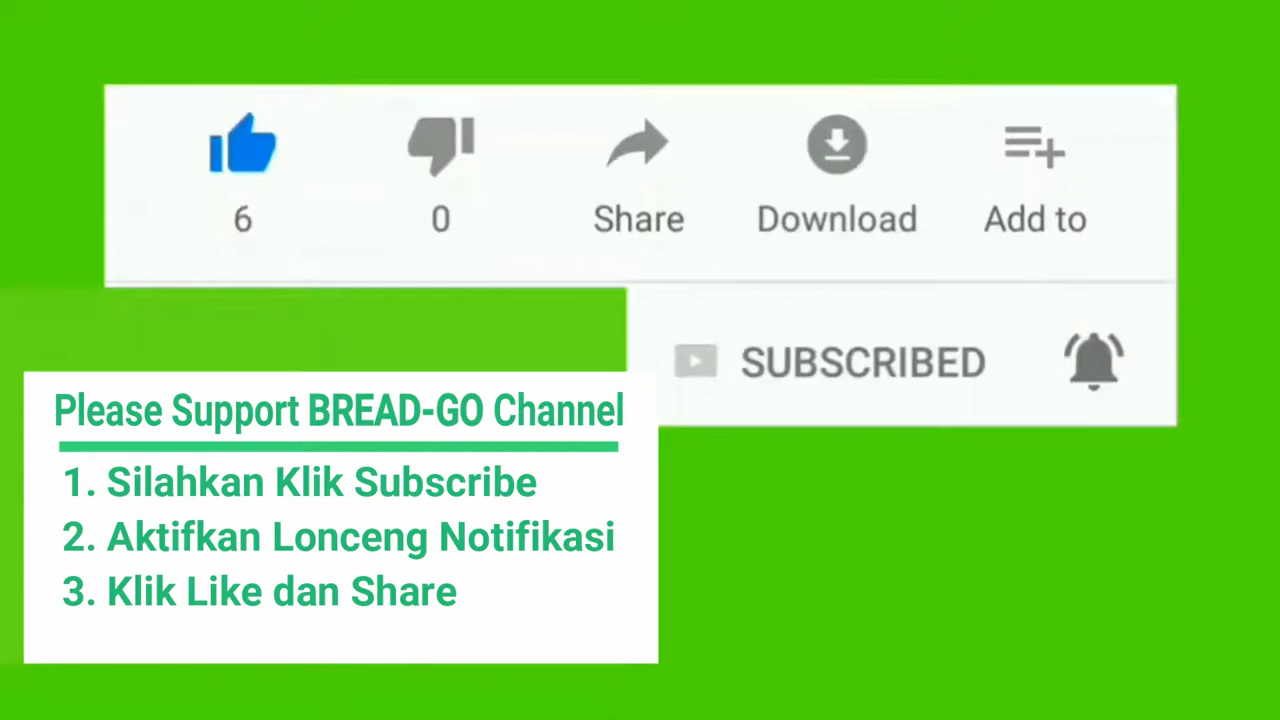 6
0
Share
Download
Add to
SUBSCRIBED
Please Support BREAD-GO Channel
1. Silahkan Klik Subscribe
2. Aktifkan Lonceng Notifikasi
3. Klik Like dan Share